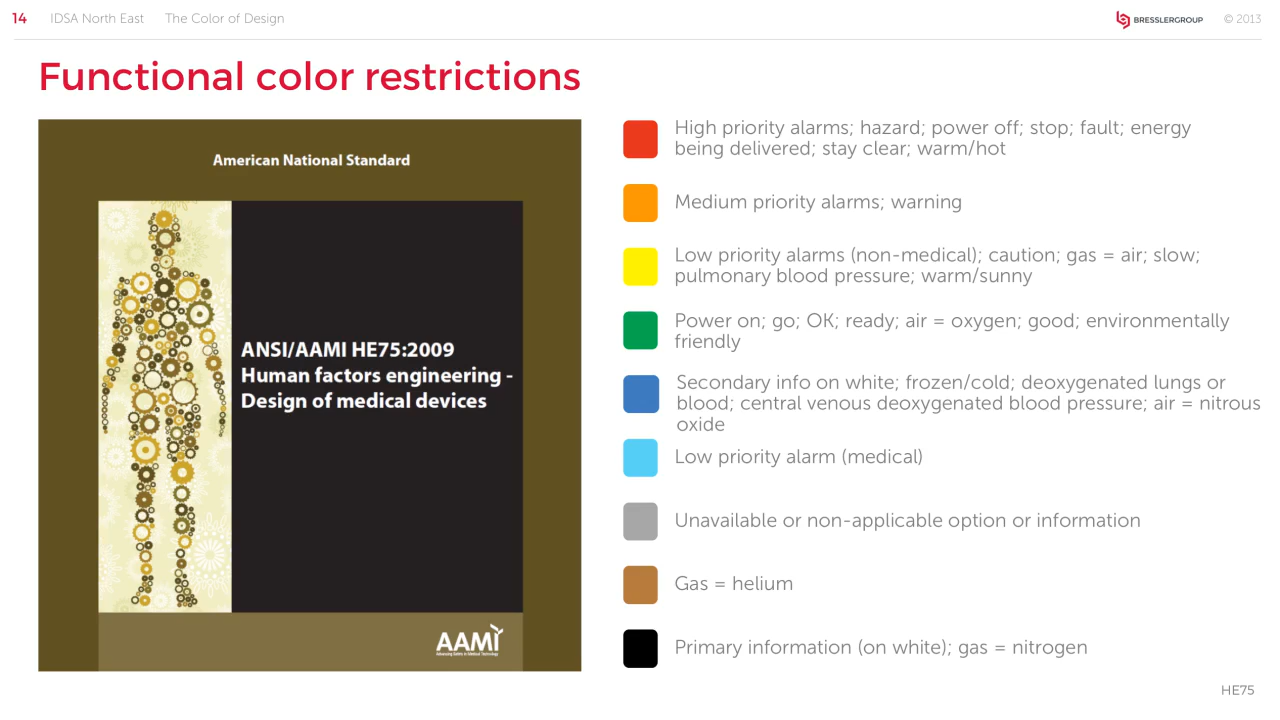 14 IDSA North East The Color of Design BRESSLERGROUP © 2013
Functional color restrictions
American National Standard
ANSI/AAMI HE75:2009
Human factors engineering -
Design of medical devices
AAMI
Advancing Safety in Medical Technology
High priority alarms; hazard; power off; stop; fault; energy
being delivered; stay clear; warm/hot
Medium priority alarms; warning
Low priority alarms (non-medical); caution; gas = air; slow;
pulmonary blood pressure; warm/sunny
Power on; go; OK; ready; air = oxygen; good; environmentally
friendly
Secondary info on white; frozen/cold; deoxygenated lungs or
blood; central venous deoxygenated blood pressure; air = nitrous
oxide
Low priority alarm (medical)
Unavailable or non-applicable option or information
Gas = helium
Primary information (on white); gas = nitrogen
HE75